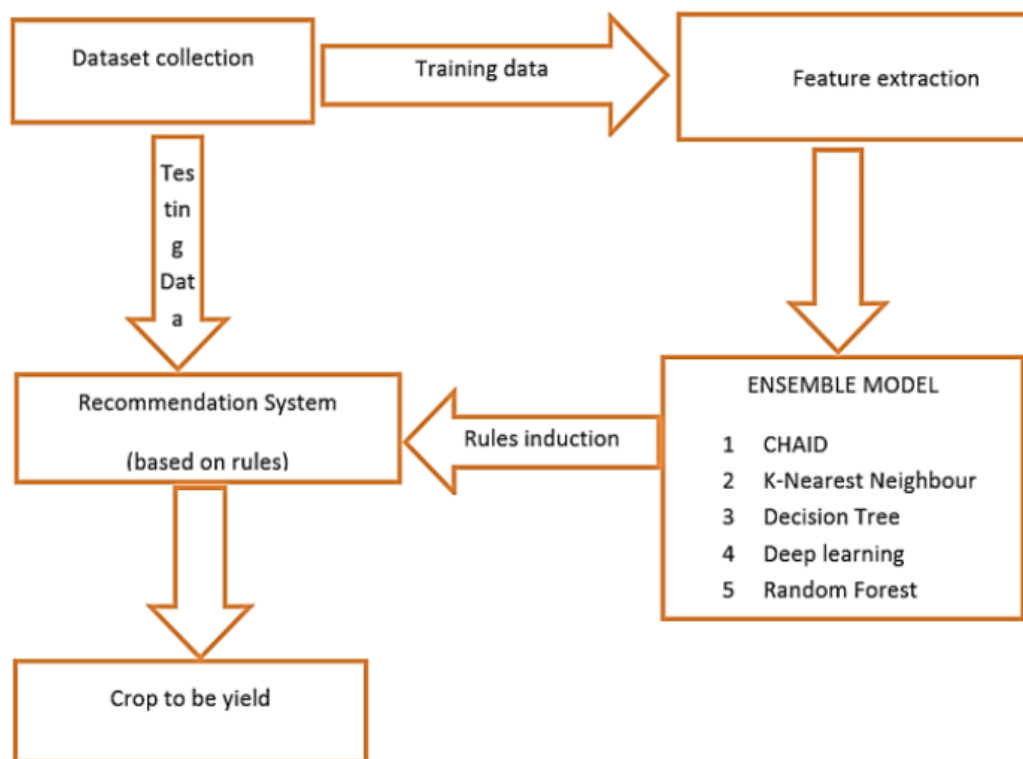 Dataset collection
Training data
Feature extraction
Tes
tin
g
Dat
a
Recommendation System
(based on rules)
Rules induction
ENSEMBLE MODEL
1 CHAID
2 K-Nearest Neighbour
3 Decision Tree
4 Deep learning
5 Random Forest
Crop to be yield